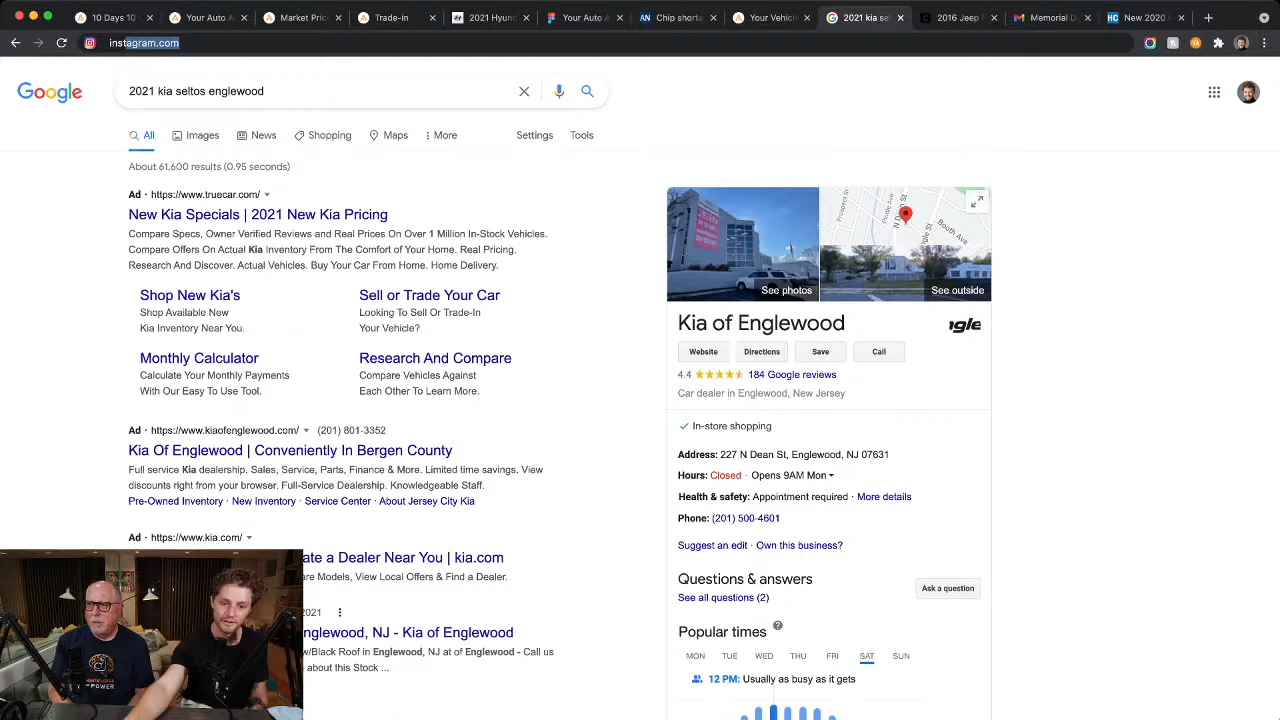 10 Days 10
Your Auto A
Market Pric
Trade-in
2021 Hyunc
Your Auto A
Chip shorta
Your Vehicle
2021 kia sel
2016 Jeep
Memorial D
New 2020
instagram.com
Google
2021 kia seltos englewood
All
Images
News
Shopping
Maps
More
Settings
Tools
About 61,600 results (0.95 seconds)
Ad · https://www.truecar.com/
New Kia Specials | 2021 New Kia Pricing
Compare Specs, Owner Verified Reviews and Real Prices On Over 1 Million In-Stock Vehicles.
Compare Offers On Actual Kia Inventory From The Comfort of Your Home. Real Pricing.
Research And Discover. Actual Vehicles. Buy Your Car From Home. Home Delivery.
Shop New Kia's
Shop Available New
Kia Inventory Near You.
Sell or Trade Your Car
Looking To Sell Or Trade-In
Your Vehicle?
Monthly Calculator
Calculate Your Monthly Payments
With Our Easy To Use Tool.
Research And Compare
Compare Vehicles Against
Each Other To Learn More.
Ad · https://www.kiaofenglewood.com/ (201) 801-3352
Kia Of Englewood | Conveniently In Bergen County
Full service Kia dealership. Sales, Service, Parts, Finance & More. Limited time savings. View
discounts right from your browser. Full-Service Dealership. Knowledgeable Staff.
Pre-Owned Inventory · New Inventory · Service Center · About Jersey City Kia
Ad · https://www.kia.com/
ate a Dealer Near You | kia.com
are Models, View Local Offers & Find a Dealer.
2021
nglewood, NJ - Kia of Englewood
w/Black Roof in Englewood, NJ at of Englewood - Call us
about this Stock ...
See photos
See outside
Prospect St
N Dean St
Booth Ave
Kia of Englewood
Website
Directions
Save
Call
4.4 184 Google reviews
Car dealer in Englewood, New Jersey
In-store shopping
Address: 227 N Dean St, Englewood, NJ 07631
Hours: Closed · Opens 9AM Mon
Health & safety: Appointment required · More details
Phone: (201) 500-4601
Suggest an edit · Own this business?
Questions & answers
See all questions (2)
Ask a question
Popular times
MON TUE WED THU FRI SAT SUN
12 PM: Usually as busy as it gets
KNOWLEDGE